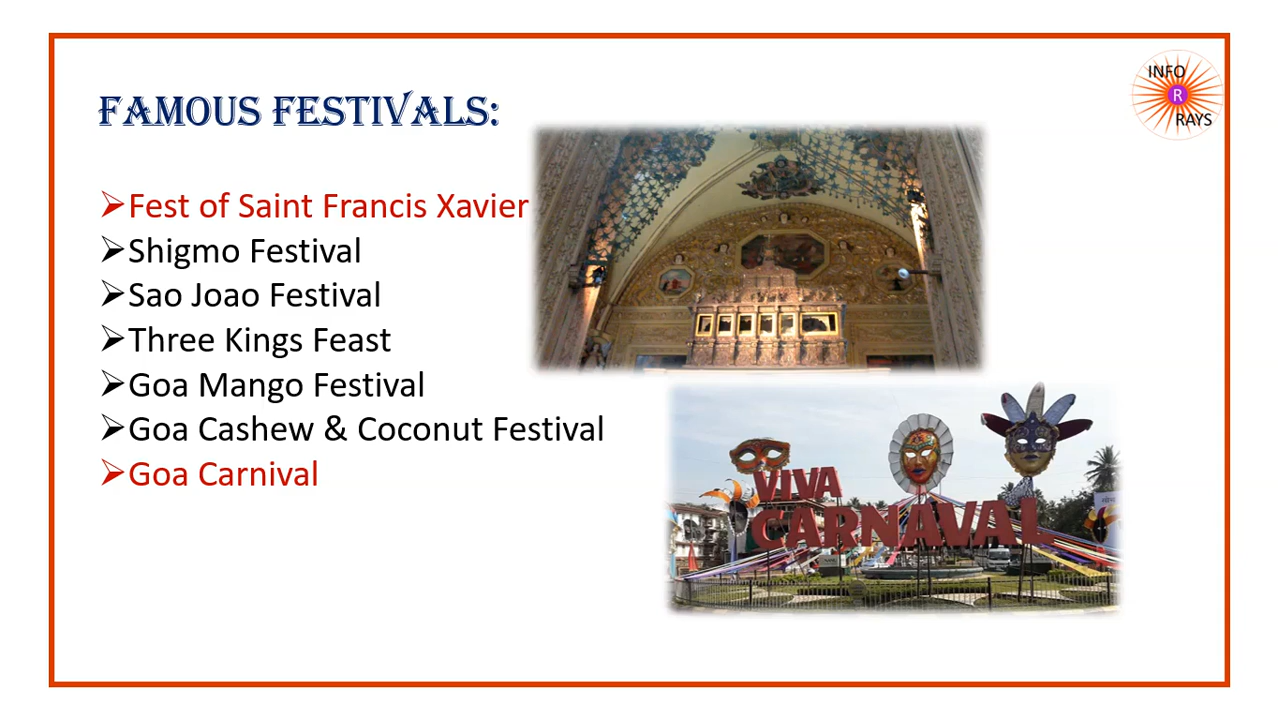 FAMOUS FESTIVALS:
INFO
R
RAYS
➢Fest of Saint Francis Xavier
➢Shigmo Festival
➢Sao Joao Festival
➢Three Kings Feast
➢Goa Mango Festival
➢Goa Cashew & Coconut Festival
➢Goa Carnival
VIVA
CARNAVAL